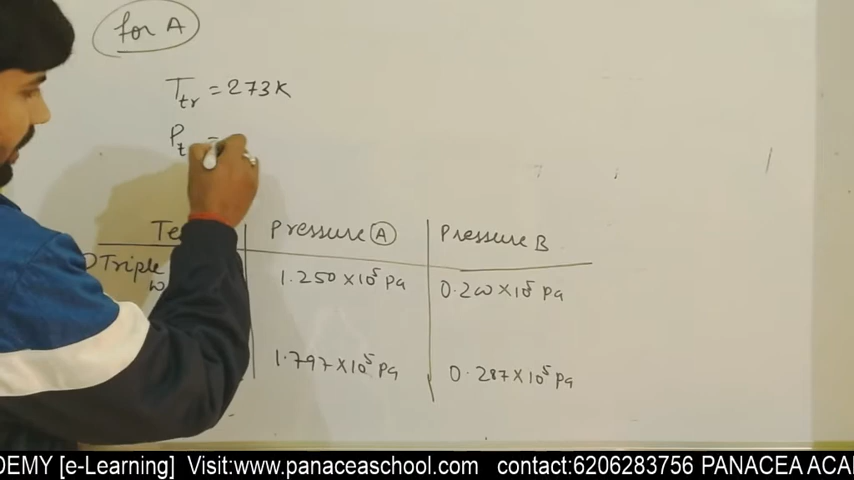 for A
T_tr = 273K
P_t =
Te Pressure A Pressure B
Triple 1.250 × 10⁵ Pa 0.200 × 10⁵ Pa
W
1.797 × 10⁵ Pa 0.287 × 10⁵ Pa
DEMY [e-Learning] Visit:www.panaceaschool.com contact:6206283756 PANACEA ACA